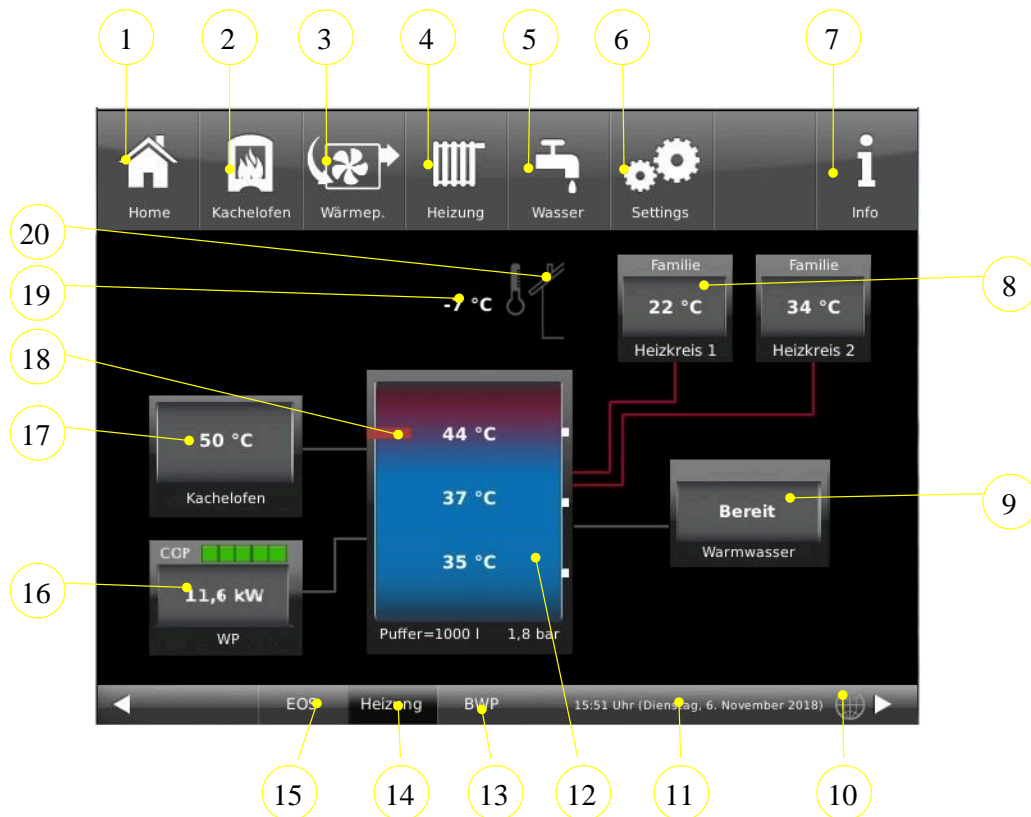 1 2 3 4 5 6 7
Home Kachelofen Wärmep. Heizung Wasser Settings Info
20
19
18
17
16
-7 °C
Familie Familie
22 °C 34 °C
Heizkreis 1 Heizkreis 2
8
50 °C
Kachelofen
44 °C
37 °C
35 °C
Puffer=1000 l 1,8 bar
Bereit
Warmwasser
9
COP
11,6 kW
WP
EOS Heizung BWP 15:51 Uhr (Dienstag, 6. November 2018)
15 14 13 12 11 10